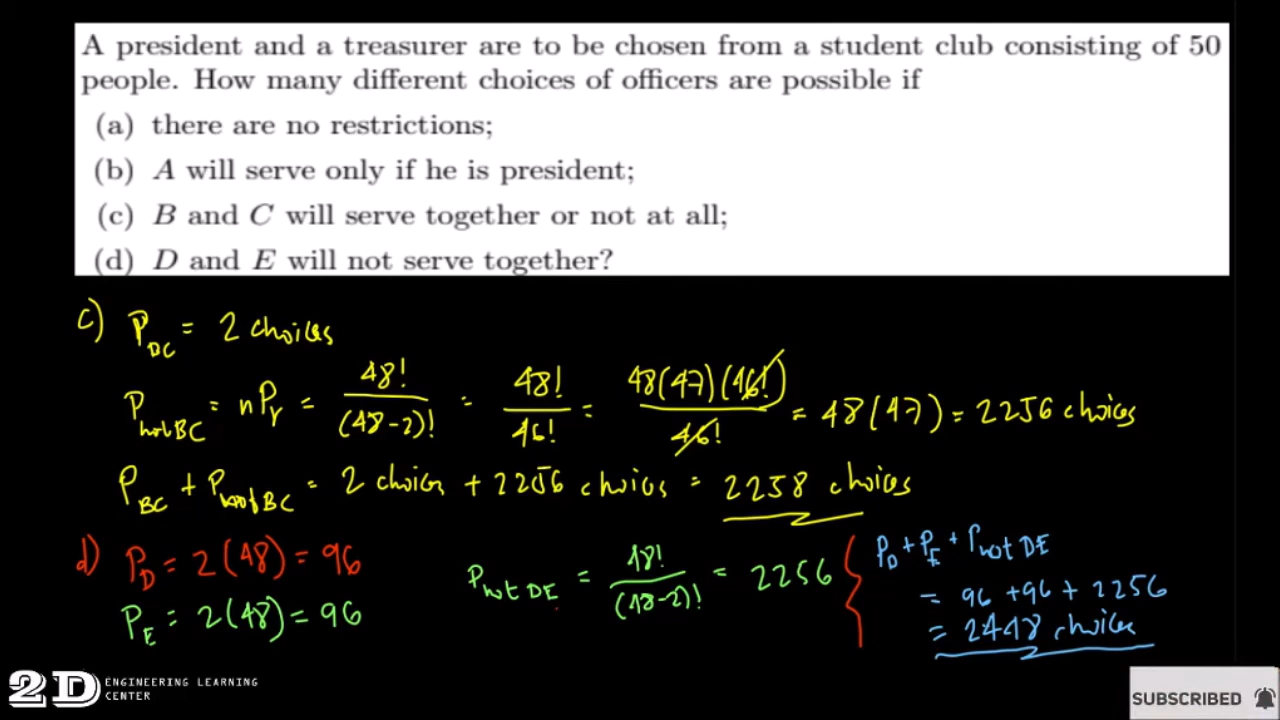 A president and a treasurer are to be chosen from a student club consisting of 50
people. How many different choices of officers are possible if
(a) there are no restrictions;
(b) A will serve only if he is president;
(c) B and C will serve together or not at all;
(d) D and E will not serve together?
c) P_DC = 2 choices
P_not BC = nPr = 48!/(48-2)! = 48!/46! = 48(47)(46!)/46! = 48(47) = 2256 choices
P_BC + P_not BC = 2 choices + 2256 choices = 2258 choices
d) P_D = 2(48) = 96
P_E = 2(48) = 96
P_not DE = 48!/(48-2)! = 2256
P_D + P_E + P_not DE
= 96 + 96 + 2256
= 2448 choices
2D ENGINEERING LEARNING
CENTER
SUBSCRIBED